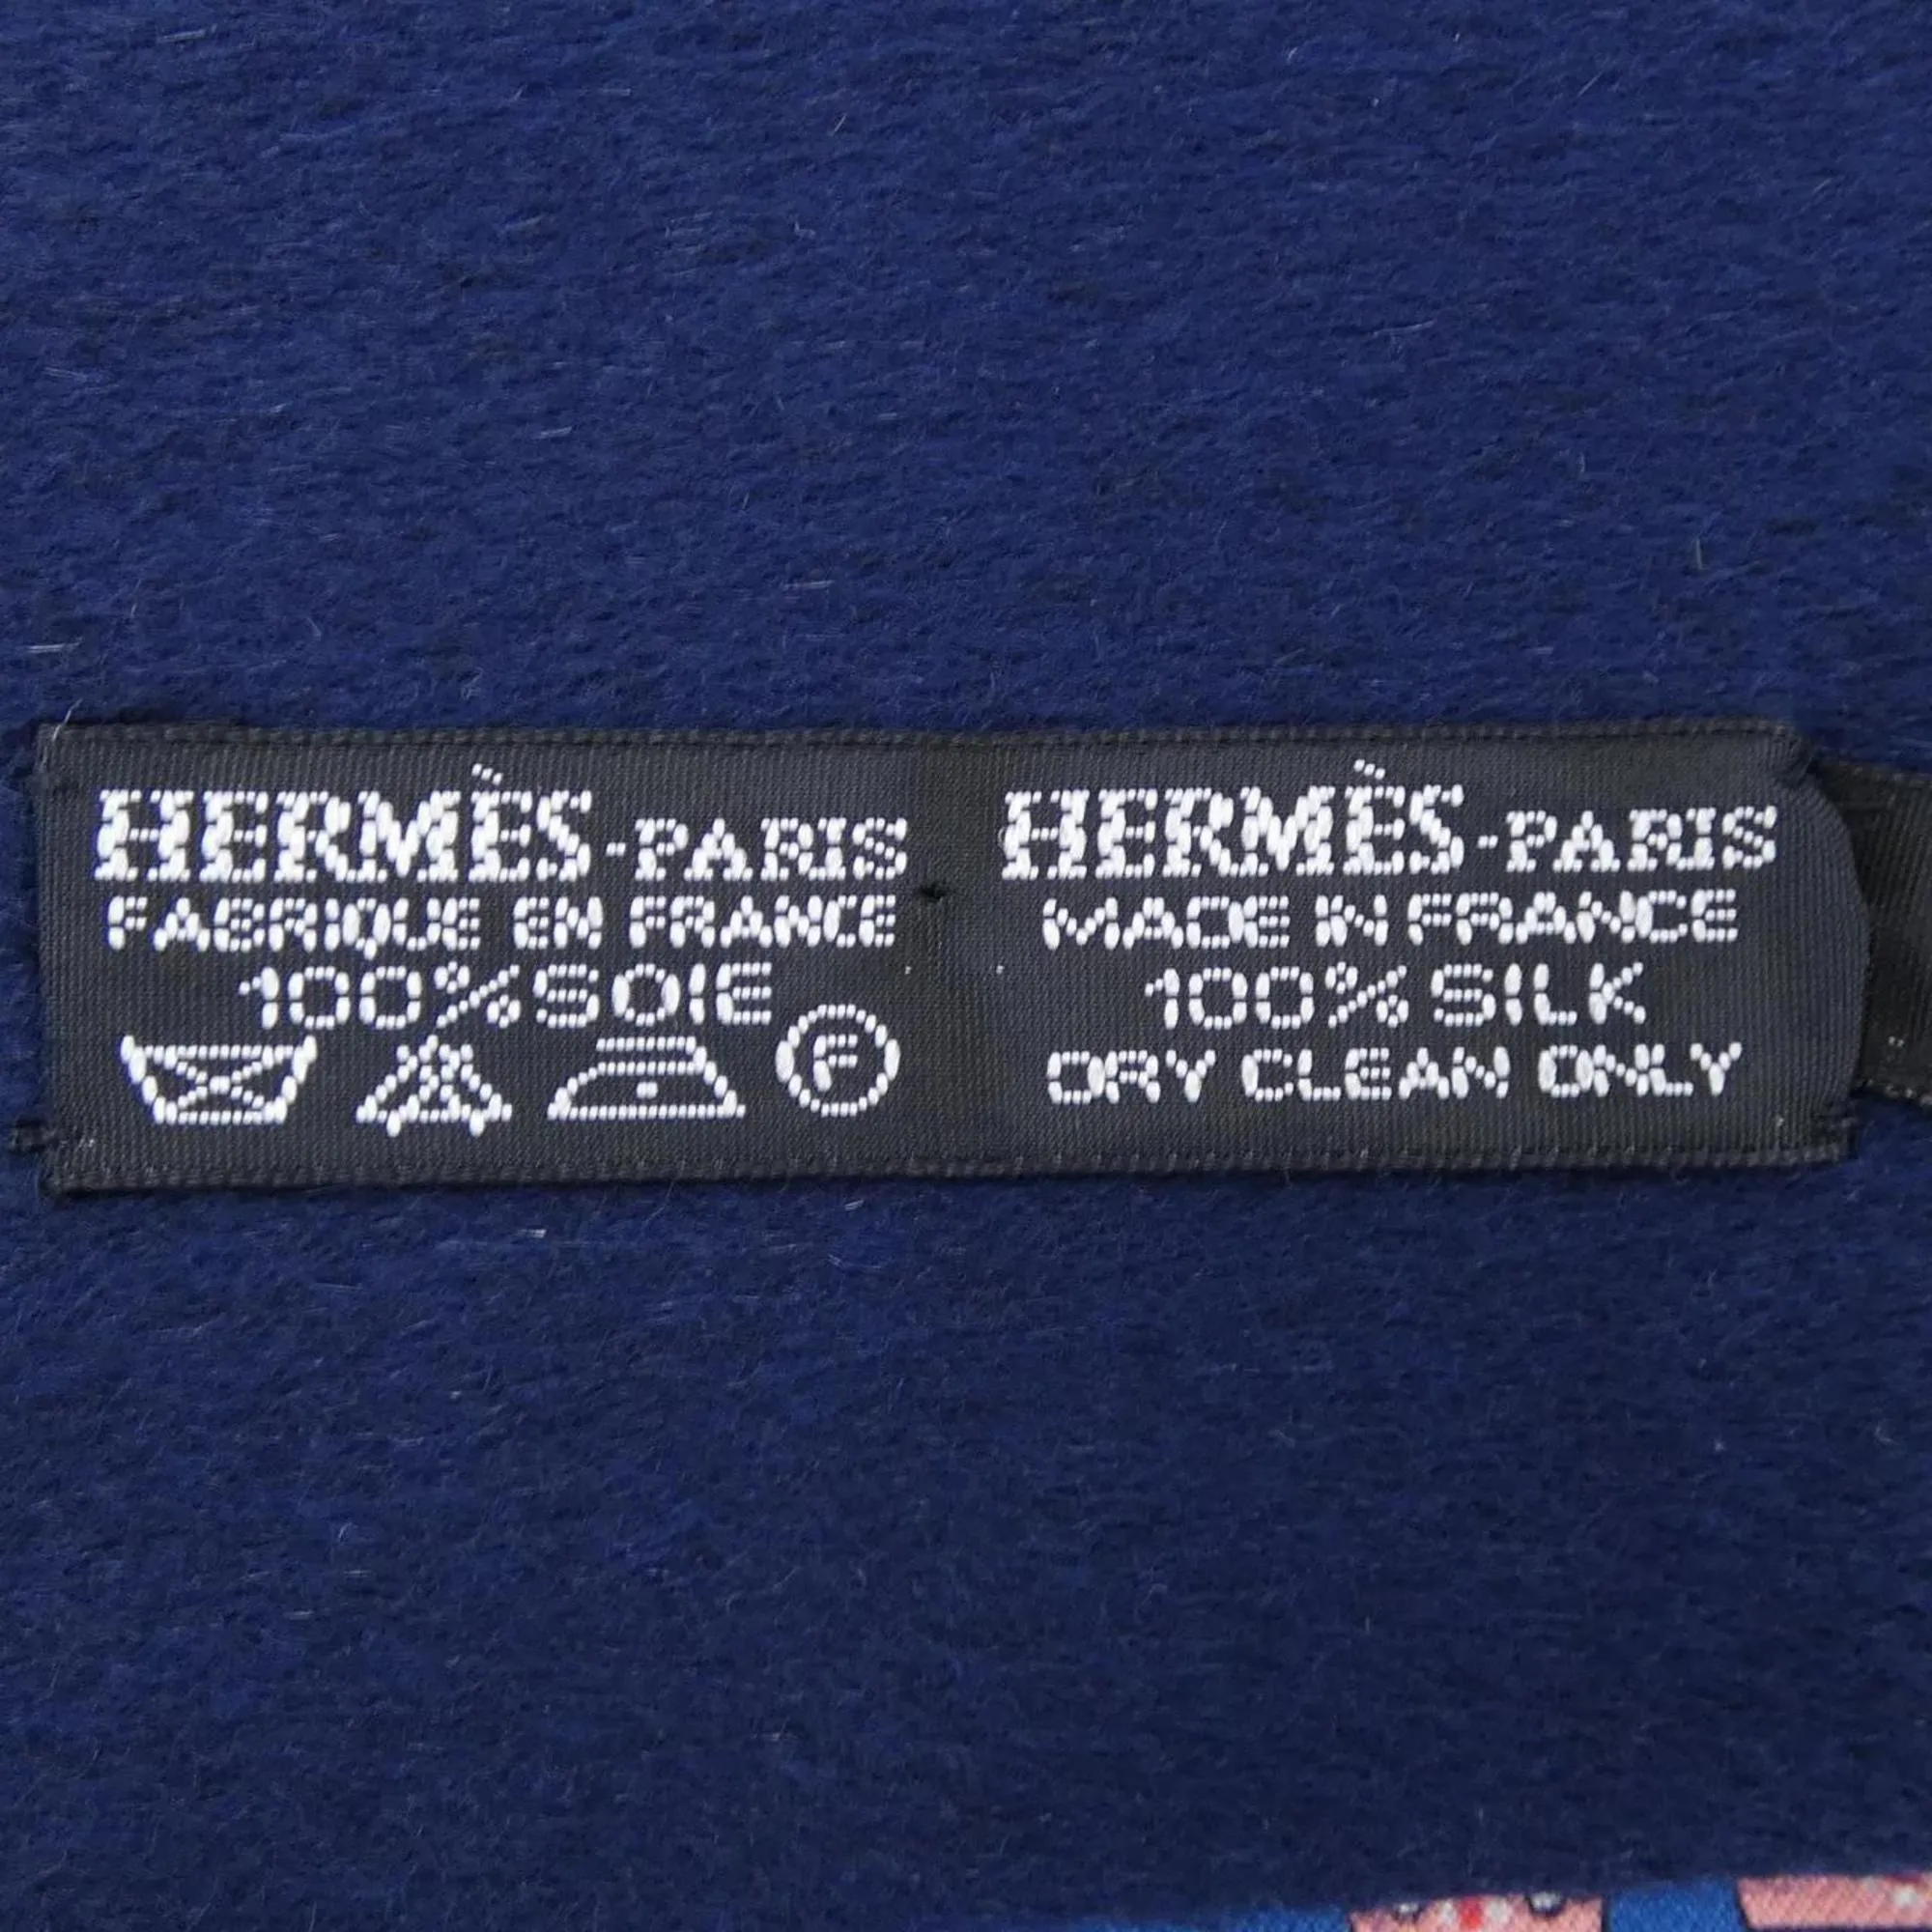 HERMÈS-PARIS
FABRIQUE EN FRANCE
100% SOIE
F
HERMÈS-PARIS
MADE IN FRANCE
100% SILK
DRY CLEAN ONLY